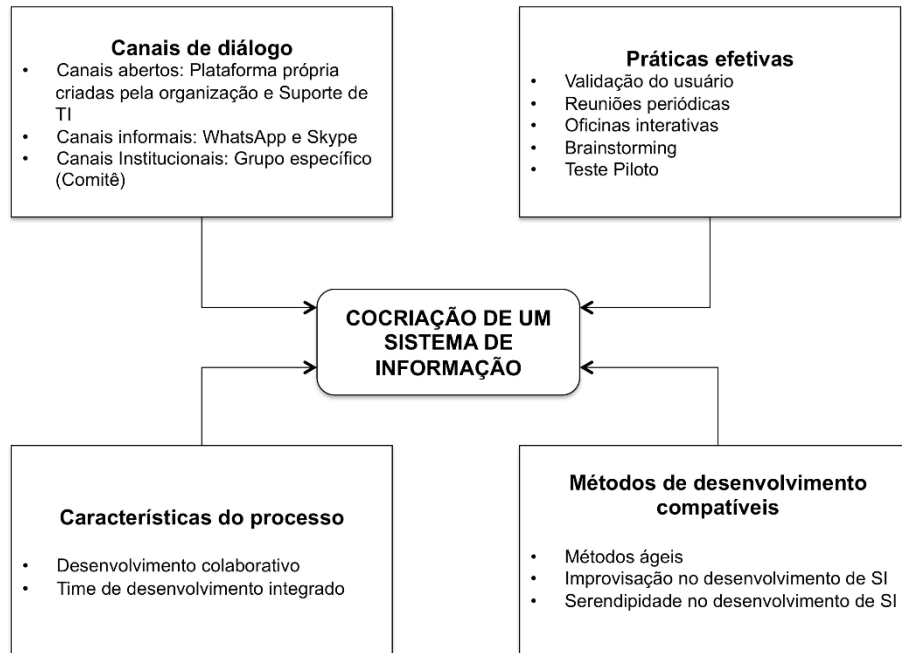 Canais de diálogo
• Canais abertos: Plataforma própria
criadas pela organização e Suporte de
TI
• Canais informais: WhatsApp e Skype
• Canais Institucionais: Grupo específico
(Comitê)
Práticas efetivas
• Validação do usuário
• Reuniões periódicas
• Oficinas interativas
• Brainstorming
• Teste Piloto
COCRIAÇÃO DE UM
SISTEMA DE
INFORMAÇÃO
Características do processo
• Desenvolvimento colaborativo
• Time de desenvolvimento integrado
Métodos de desenvolvimento
compatíveis
• Métodos ágeis
• Improvisação no desenvolvimento de SI
• Serendipidade no desenvolvimento de SI